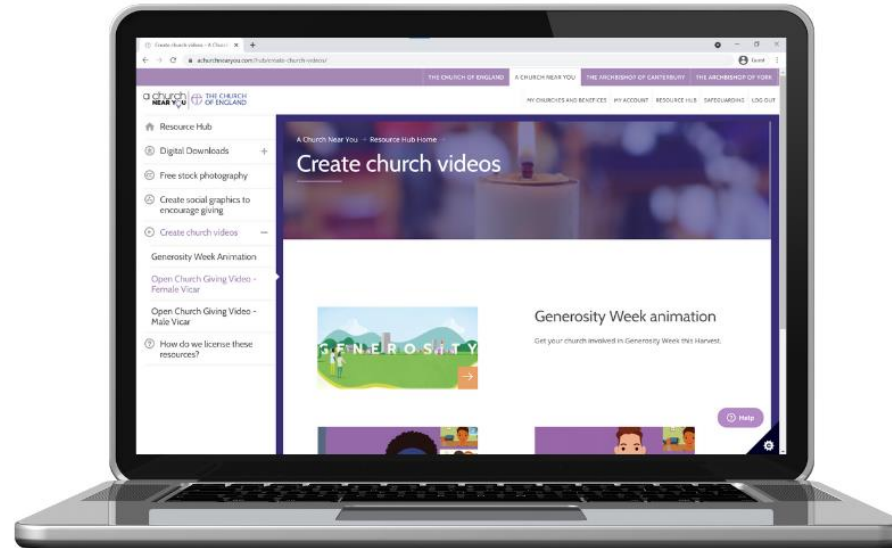 Create church videos - A Churc
achurchnearyou.com/hub/create-church-videos/
Guest
THE CHURCH OF ENGLAND
A CHURCH NEAR YOU
THE ARCHBISHOP OF CANTERBURY
THE ARCHBISHOP OF YORK
a church
NEAR YOU
THE CHURCH
OF ENGLAND
MY CHURCHES AND BENEFICES
MY ACCOUNT
RESOURCE HUB
SAFEGUARDING
LOG OUT
Resource Hub
Digital Downloads
Free stock photography
Create social graphics to
encourage giving
Create church videos
Generosity Week Animation
Open Church Giving Video -
Female Vicar
Open Church Giving Video -
Male Vicar
How do we license these
resources?
A Church Near You
Resource Hub Home
Create church videos
GENEROSITY
Generosity Week animation
Get your church involved in Generosity Week this Harvest.
Help